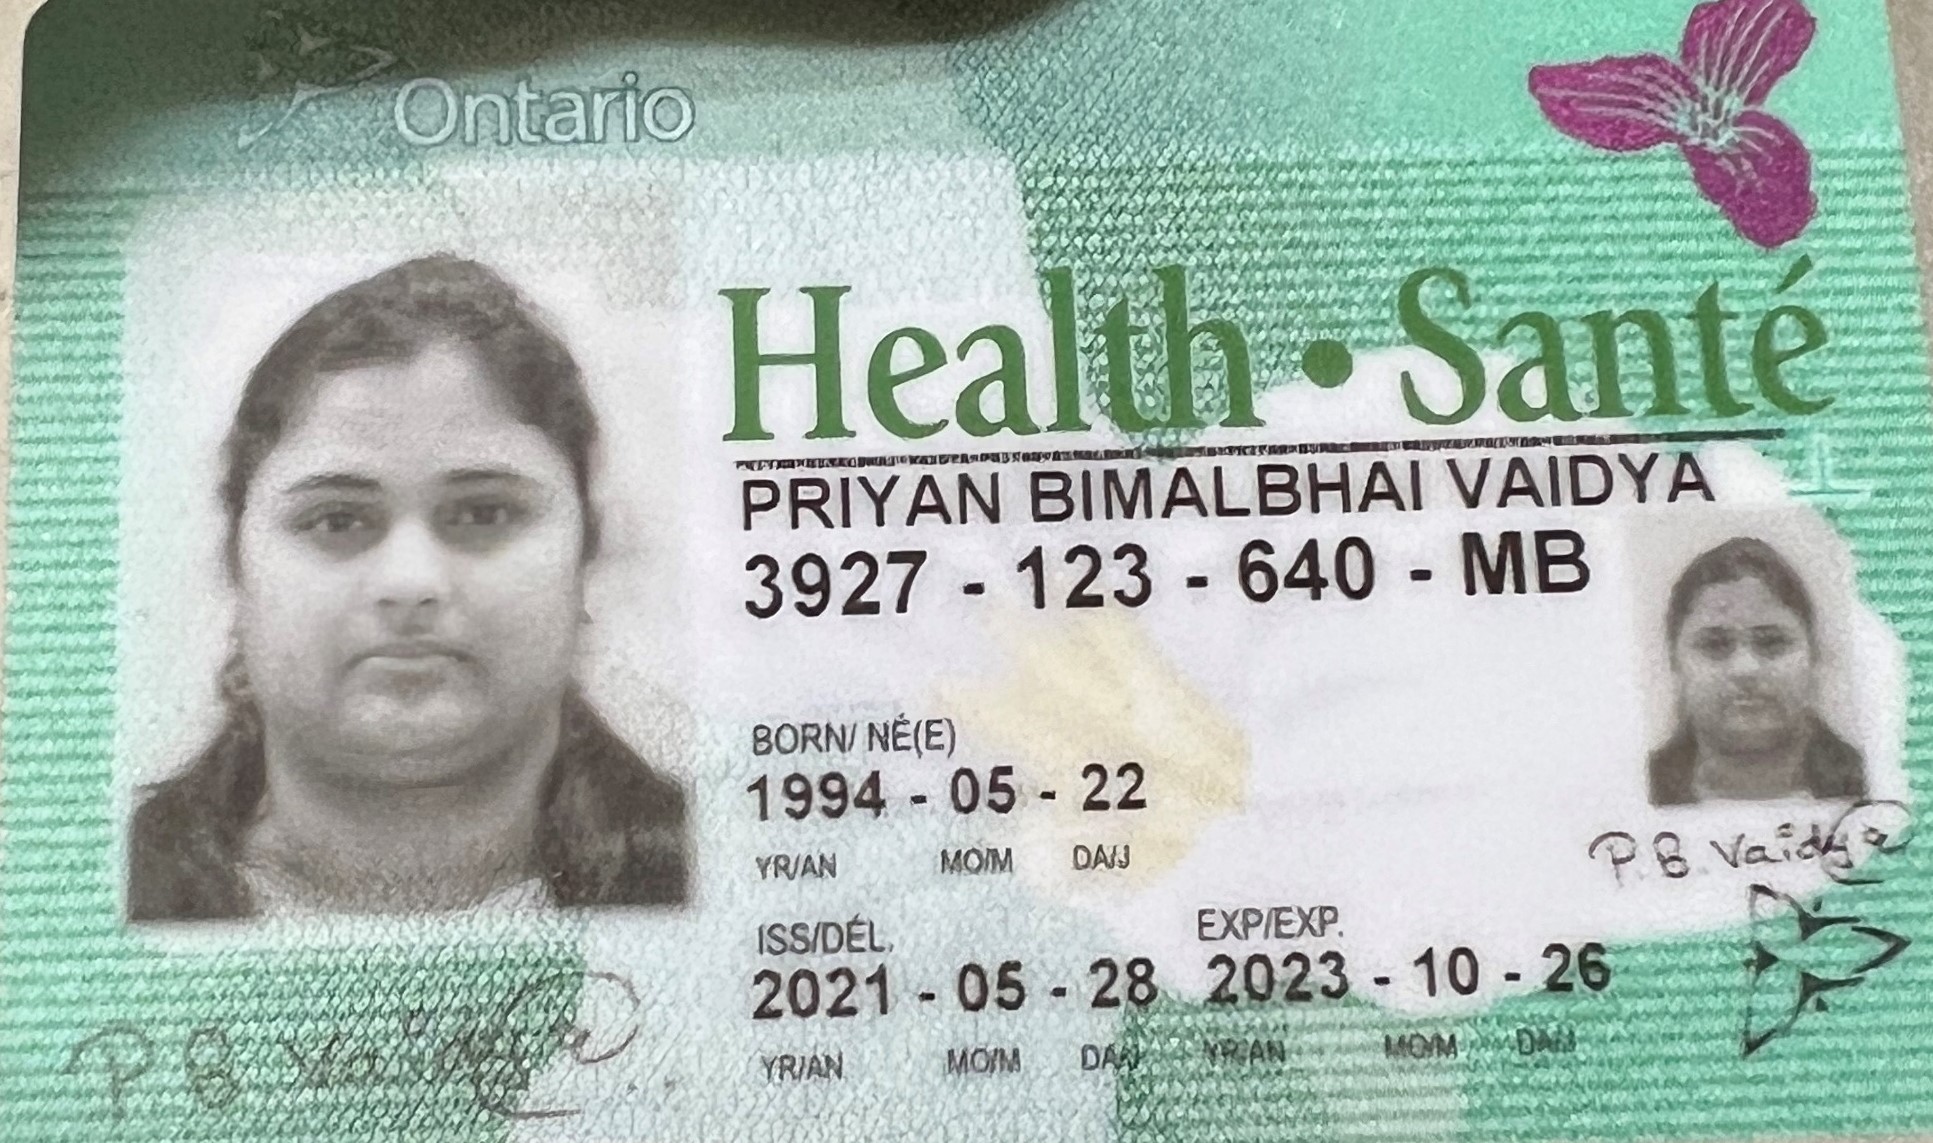 Ontario
Health • Santé
PRIYAN BIMALBHAI VAIDYA
3927 - 123 - 640 - MB
BORN/ NÉ(E)
1994 - 05 - 22
YR/AN MO/M DA/J
P.B. Vaidya
ISS/DÉL. EXP/EXP.
2021 - 05 - 28 2023 - 10 - 26
YR/AN MO/M DA/J YR/AN MO/M DA/J
P B Vaidya